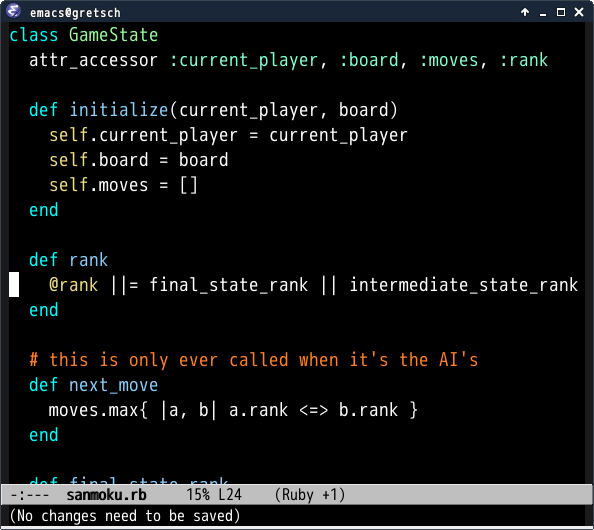 emacs@gretsch
class GameState
  attr_accessor :current_player, :board, :moves, :rank
  def initialize(current_player, board)
    self.current_player = current_player
    self.board = board
    self.moves = []
  end
  def rank
    @rank ||= final_state_rank || intermediate_state_rank
  end
  # this is only ever called when it's the AI's
  def next_move
    moves.max{ |a, b| a.rank <=> b.rank }
  end
  def final_state_rank
-:---  sanmoku.rb    15% L24   (Ruby +1)
(No changes need to be saved)